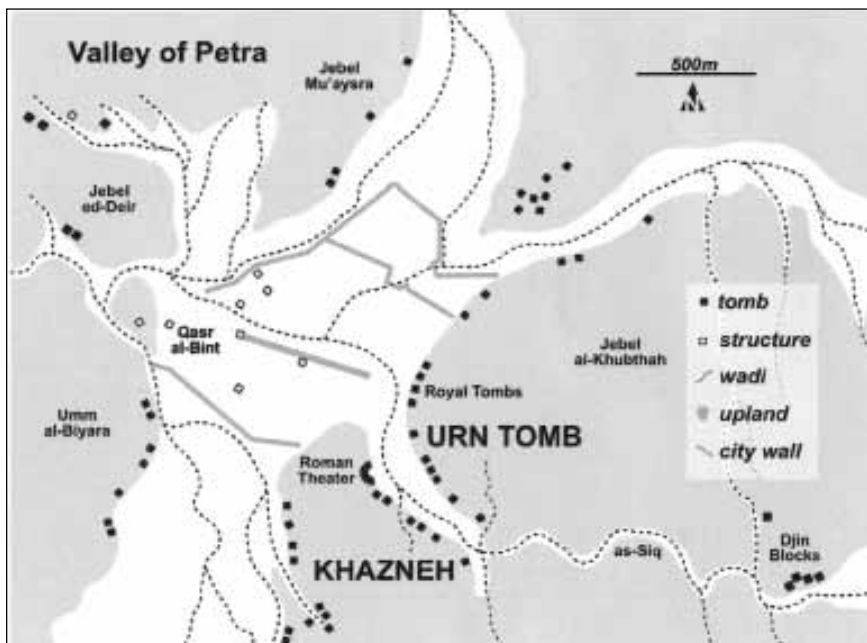 Valley of Petra
Jebel
Mu'aysra
500m
N
Jebel
ed-Deir
Qasr
al-Bint
Umm
al-Biyara
Royal Tombs
URN TOMB
Roman
Theater
KHAZNEH
Jebel
al-Khubthah
tomb
structure
wadi
upland
city wall
as-Siq
Djin
Blocks